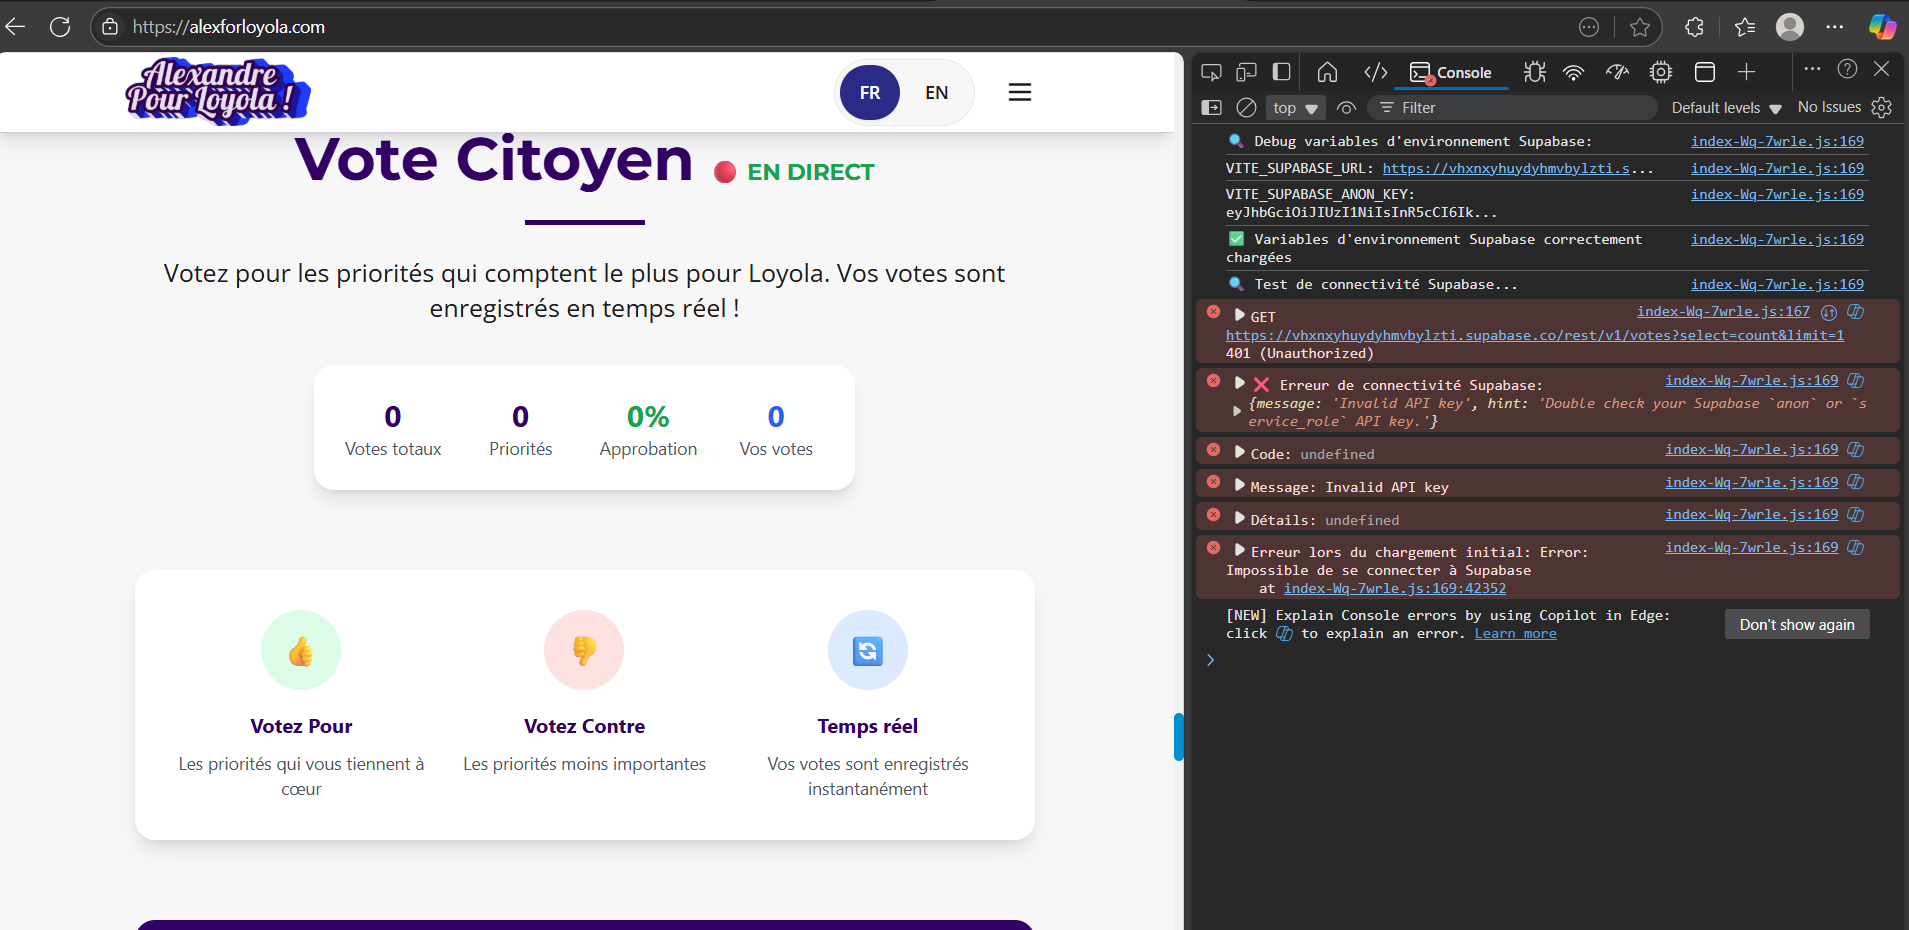 https://alexforloyola.com
Alexandre
Pour Loyola !
FR
EN
Vote Citoyen
EN DIRECT
Votez pour les priorités qui comptent le plus pour Loyola. Vos votes sont
enregistrés en temps réel !
0
0
0%
0
Votes totaux
Priorités
Approbation
Vos votes
Votez Pour
Votez Contre
Temps réel
Les priorités qui vous tiennent à
cœur
Les priorités moins importantes
Vos votes sont enregistrés
instantanément
Console
top
Filter
Default levels
No Issues
Debug variables d'environnement Supabase:
index-Wq-7wrle.js:169
VITE_SUPABASE_URL: https://vhxnxyhuydyhmvbylzti.s...
index-Wq-7wrle.js:169
VITE_SUPABASE_ANON_KEY:
index-Wq-7wrle.js:169
eyJhbGciOiJIUzI1NiIsInR5cCI6Ik...
Variables d'environnement Supabase correctement
index-Wq-7wrle.js:169
chargées
Test de connectivité Supabase...
index-Wq-7wrle.js:169
GET
index-Wq-7wrle.js:167
https://vhxnxyhuydyhmvbylzti.supabase.co/rest/v1/votes?select=count&limit=1
401 (Unauthorized)
Erreur de connectivité Supabase:
index-Wq-7wrle.js:169
{message: 'Invalid API key', hint: 'Double check your Supabase `anon` or `s
ervice_role` API key.'}
Code: undefined
index-Wq-7wrle.js:169
Message: Invalid API key
index-Wq-7wrle.js:169
Détails: undefined
index-Wq-7wrle.js:169
Erreur lors du chargement initial: Error:
index-Wq-7wrle.js:169
Impossible de se connecter à Supabase
at index-Wq-7wrle.js:169:42352
[NEW] Explain Console errors by using Copilot in Edge:
click to explain an error. Learn more
Don't show again